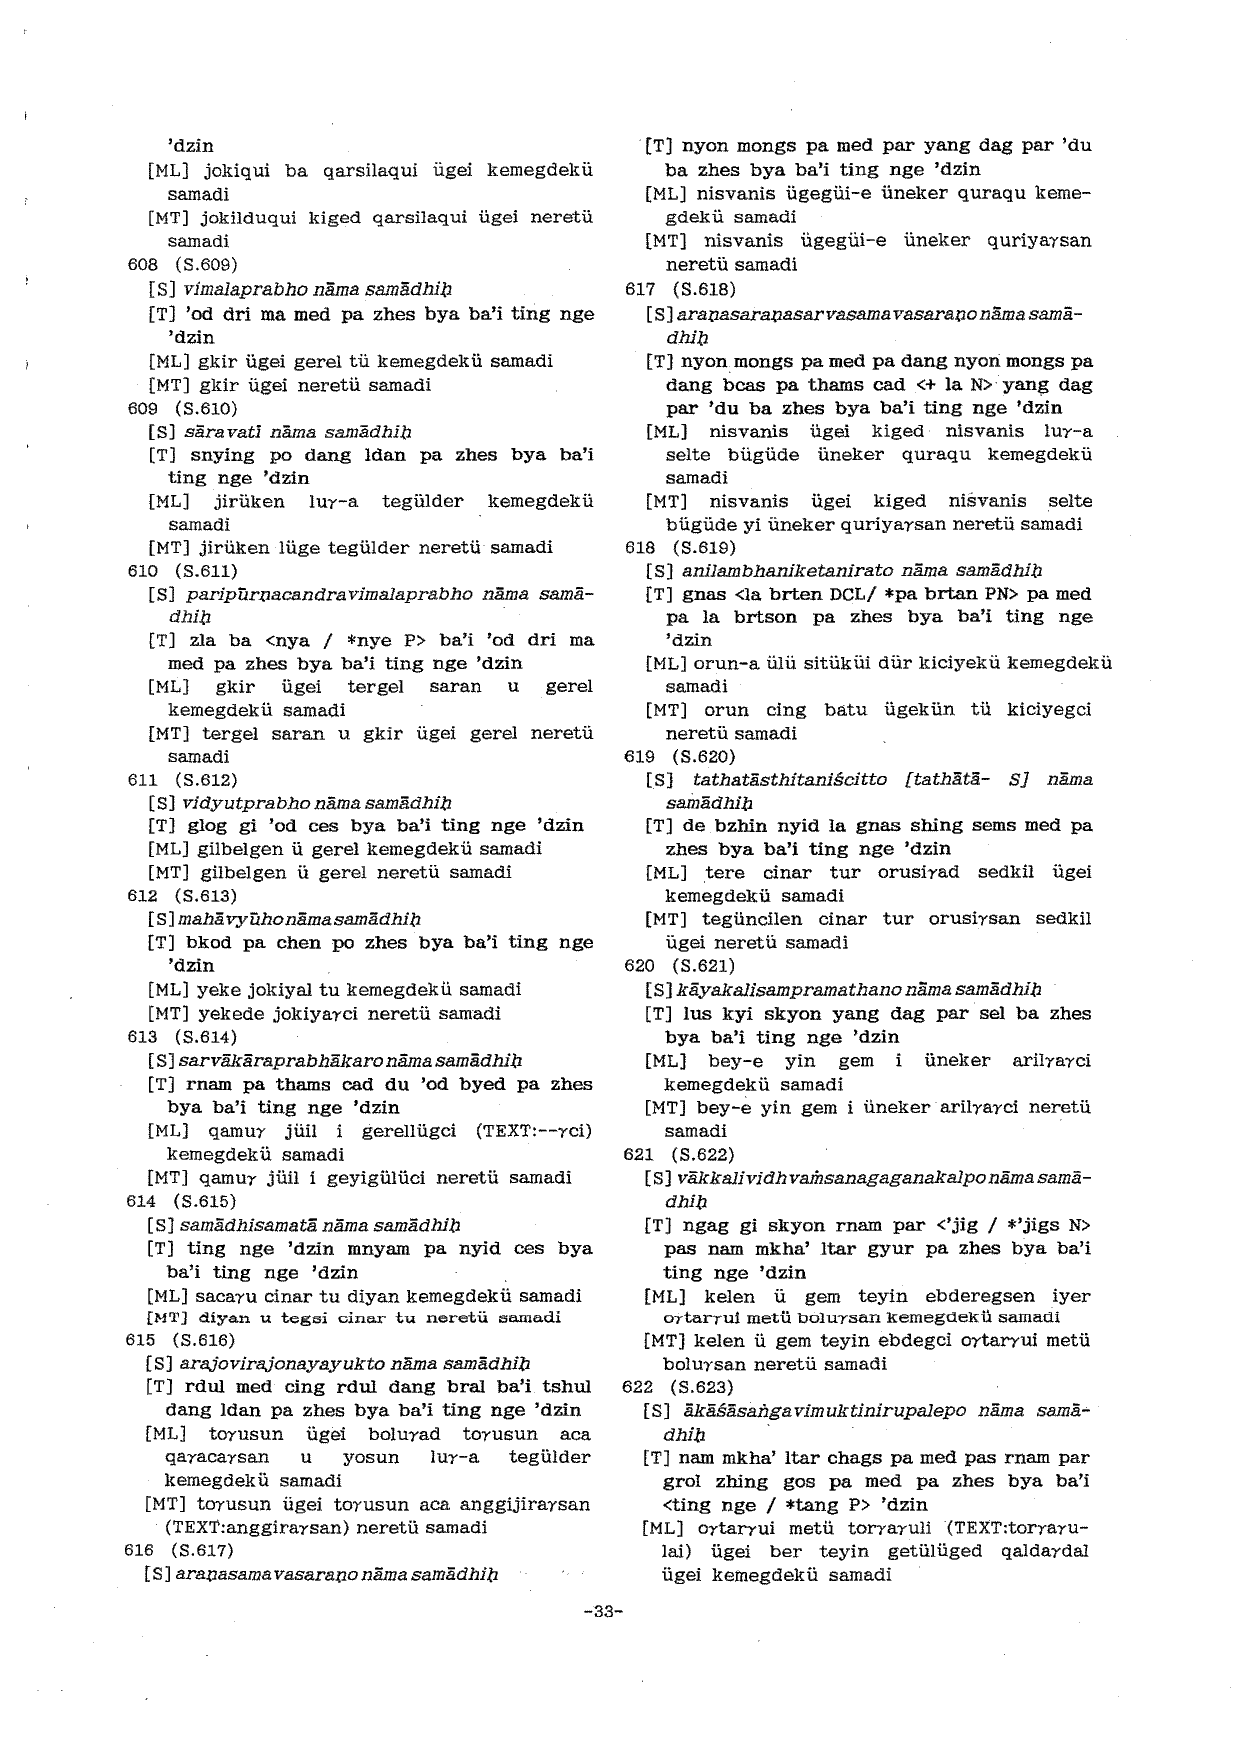 'dzin
[ML] jokiqui ba qarsilaqui ügei kemegdekü
samadi
[MT] jokilduqui kiged qarsilaqui ügei neretü
samadi
608 (S.609)
[S] vimalaprabho nāma samādhiḥ
[T] 'od dri ma med pa zhes bya ba'i ting nge
'dzin
[ML] gkir ügei gerel tü kemegdekü samadi
[MT] gkir ügei neretü samadi
609 (S.610)
[S] sāravatī nāma samādhiḥ
[T] snying po dang ldan pa zhes bya ba'i
ting nge 'dzin
[ML] jirüken luγ-a tegülder kemegdekü
samadi
[MT] jirüken lüge tegülder neretü samadi
610 (S.611)
[S] paripūrṇacandravimalaprabho nāma samā-
dhiḥ
[T] zla ba <nya / *nye P> ba'i 'od dri ma
med pa zhes bya ba'i ting nge 'dzin
[ML] gkir ügei tergel saran u gerel
kemegdekü samadi
[MT] tergel saran u gkir ügei gerel neretü
samadi
611 (S.612)
[S] vidyutprabho nāma samādhiḥ
[T] glog gi 'od ces bya ba'i ting nge 'dzin
[ML] gilbelgen ü gerel kemegdekü samadi
[MT] gilbelgen ü gerel neretü samadi
612 (S.613)
[S] mahāvyūho nāma samādhiḥ
[T] bkod pa chen po zhes bya ba'i ting nge
'dzin
[ML] yeke jokiyal tu kemegdekü samadi
[MT] yekede jokiyaγci neretü samadi
613 (S.614)
[S] sarvākāraprabhākaro nāma samādhiḥ
[T] rnam pa thams cad du 'od byed pa zhes
bya ba'i ting nge 'dzin
[ML] qamuγ jüil i gerellügci (TEXT:--γci)
kemegdekü samadi
[MT] qamuγ jüil i geyigülüci neretü samadi
614 (S.615)
[S] samādhisamatā nāma samādhiḥ
[T] ting nge 'dzin mnyam pa nyid ces bya
ba'i ting nge 'dzin
[ML] sacaγu cinar tu diyan kemegdekü samadi
[MT] diyan u tegsi cinar tu neretü samadi
615 (S.616)
[S] arajovirajonayayukto nāma samādhiḥ
[T] rdul med cing rdul dang bral ba'i tshul
dang ldan pa zhes bya ba'i ting nge 'dzin
[ML] toγusun ügei boluγad toγusun aca
qaγacaγsan u yosun luγ-a tegülder
kemegdekü samadi
[MT] toγusun ügei toγusun aca anggijiraγsan
(TEXT:anggiraγsan) neretü samadi
616 (S.617)
[S] araṇasamavasaraṇo nāma samādhiḥ
[T] nyon mongs pa med par yang dag par 'du
ba zhes bya ba'i ting nge 'dzin
[ML] nisvanis ügegüi-e üneker quraqu keme-
gdekü samadi
[MT] nisvanis ügegüi-e üneker quriyaγsan
neretü samadi
617 (S.618)
[S] araṇasaraṇasarvasamavasaraṇo nāma samā-
dhiḥ
[T] nyon mongs pa med pa dang nyon mongs pa
dang bcas pa thams cad <+ la N> yang dag
par 'du ba zhes bya ba'i ting nge 'dzin
[ML] nisvanis ügei kiged nisvanis luγ-a
selte bügüde üneker quraqu kemegdekü
samadi
[MT] nisvanis ügei kiged nisvanis selte
bügüde yi üneker quriyaγsan neretü samadi
618 (S.619)
[S] anilambhaniketanirato nāma samādhiḥ
[T] gnas <la brten DCL/ *pa brtan PN> pa med
pa la brtson pa zhes bya ba'i ting nge
'dzin
[ML] orun-a ülü sitüküi dür kiciyekü kemegdekü
samadi
[MT] orun cing batu ügekün tü kiciyegci
neretü samadi
619 (S.620)
[S] tathatāsthitaniścitto [tathātā- S] nāma
samādhiḥ
[T] de bzhin nyid la gnas shing sems med pa
zhes bya ba'i ting nge 'dzin
[ML] tere cinar tur orusiγad sedkil ügei
kemegdekü samadi
[MT] tegüncilen cinar tur orusiγsan sedkil
ügei neretü samadi
620 (S.621)
[S] kāyakalisampramathano nāma samādhiḥ
[T] lus kyi skyon yang dag par sel ba zhes
bya ba'i ting nge 'dzin
[ML] bey-e yin gem i üneker arilγaγci
kemegdekü samadi
[MT] bey-e yin gem i üneker arilγaγci neretü
samadi
621 (S.622)
[S] vākkalividhvaṁsanagaganakalpo nāma samā-
dhiḥ
[T] ngag gi skyon rnam par <'jig / *'jigs N>
pas nam mkha' ltar gyur pa zhes bya ba'i
ting nge 'dzin
[ML] kelen ü gem teyin ebderegsen iyer
oγtarγui metü boluγsan kemegdekü samadi
[MT] kelen ü gem teyin ebdegci oγtarγui metü
boluγsan neretü samadi
622 (S.623)
[S] ākāśāsaṅgavimuktinirupalepo nāma samā-
dhiḥ
[T] nam mkha' ltar chags pa med pas rnam par
grol zhing gos pa med pa zhes bya ba'i
<ting nge / *tang P> 'dzin
[ML] oγtarγui metü torγaγuli (TEXT:torγaγu-
lai) ügei ber teyin getülüged qaldaγdal
ügei kemegdekü samadi
-33-